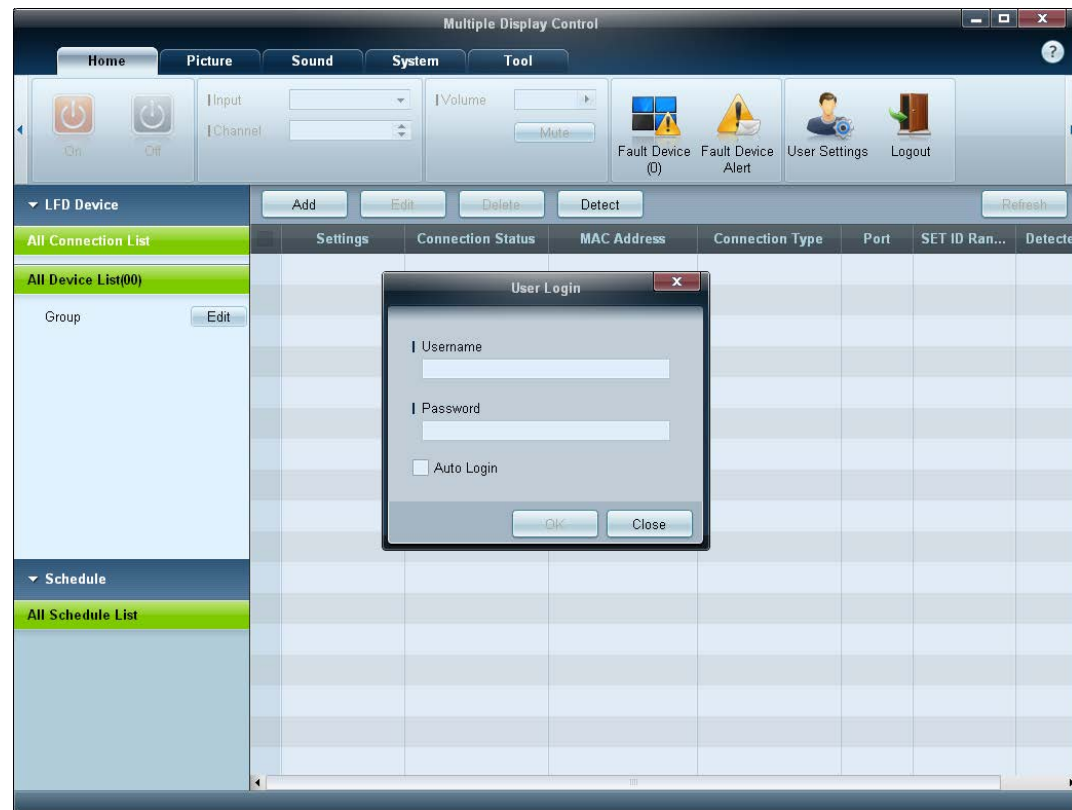 Multiple Display Control
Home Picture Sound System Tool
Input
Volume
Channel
Mute
On Off
Fault Device (0)
Fault Device Alert
User Settings
Logout
LFD Device
Add Edit Delete Detect Refresh
All Connection List
Settings Connection Status MAC Address Connection Type Port SET ID Ran... Detecte
All Device List(00)
Group Edit
User Login
Username
Password
Auto Login
OK Close
Schedule
All Schedule List